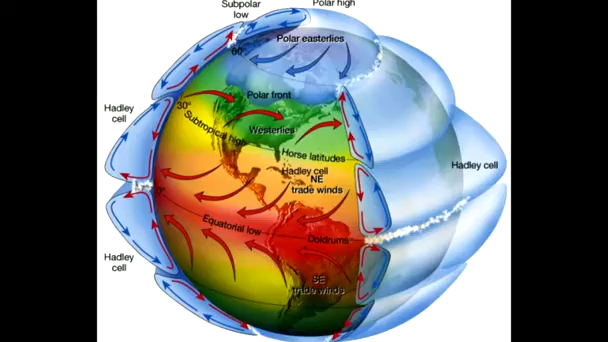 Subpolar
low
Polar high
Polar easterlies
60°
Polar front
30°
Hadley
cell
Subtropical high
Westerlies
Horse latitudes
Hadley cell
Hadley cell
NE
trade winds
0°
Equatorial low
Doldrums
Hadley
cell
SE
trade winds